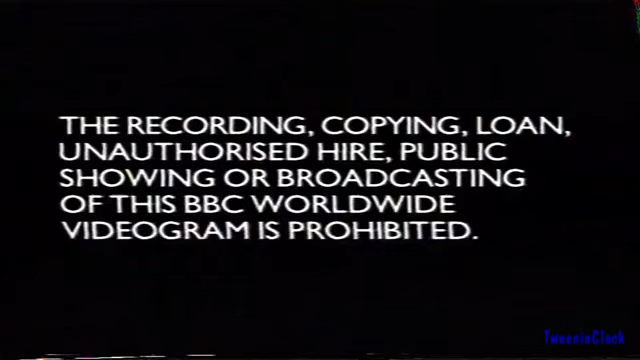 THE RECORDING, COPYING, LOAN,
UNAUTHORISED HIRE, PUBLIC
SHOWING OR BROADCASTING
OF THIS BBC WORLDWIDE
VIDEOGRAM IS PROHIBITED.
TweenieClock